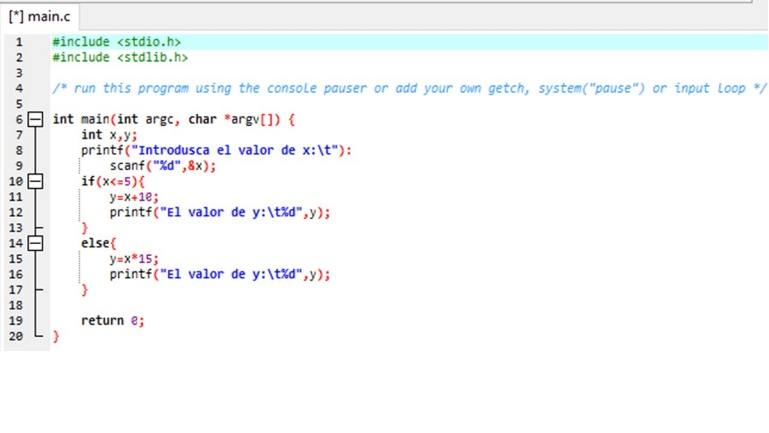 [*] main.c
1 #include <stdio.h>
2 #include <stdlib.h>
3
4 /* run this program using the console pauser or add your own getch, system("pause") or input loop */
5
6 int main(int argc, char *argv[]) {
7 int x,y;
8 printf("Introdusca el valor de x:\t"):
9 scanf("%d",&x);
10 if(x<=5){
11 y=x+10;
12 printf("El valor de y:\t%d",y);
13 }
14 else{
15 y=x*15;
16 printf("El valor de y:\t%d",y);
17 }
18
19 return 0;
20 }